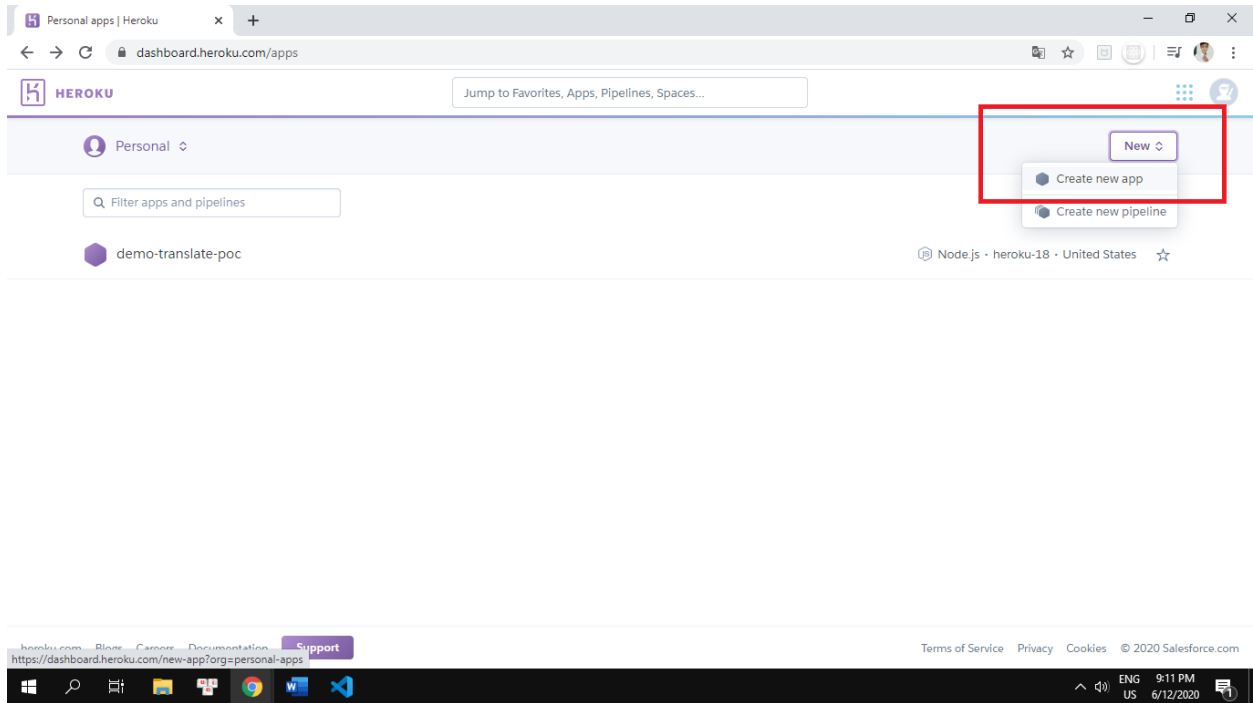 Personal apps | Heroku
dashboard.heroku.com/apps
HEROKU
Jump to Favorites, Apps, Pipelines, Spaces...
Personal
New
Create new app
Filter apps and pipelines
Create new pipeline
demo-translate-poc
Node.js • heroku-18 • United States
heroku.com Blogs Careers Documentation Support
Terms of Service Privacy Cookies © 2020 Salesforce.com
https://dashboard.heroku.com/new-app?org=personal-apps
ENG 9:11 PM
US 6/12/2020